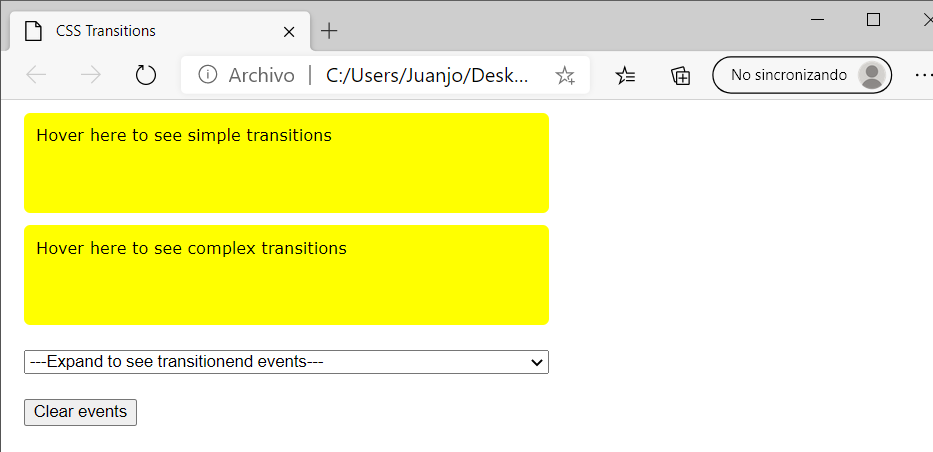 CSS Transitions
Archivo | C:/Users/Juanjo/Desk...
No sincronizando
Hover here to see simple transitions
Hover here to see complex transitions
---Expand to see transitionend events---
Clear events